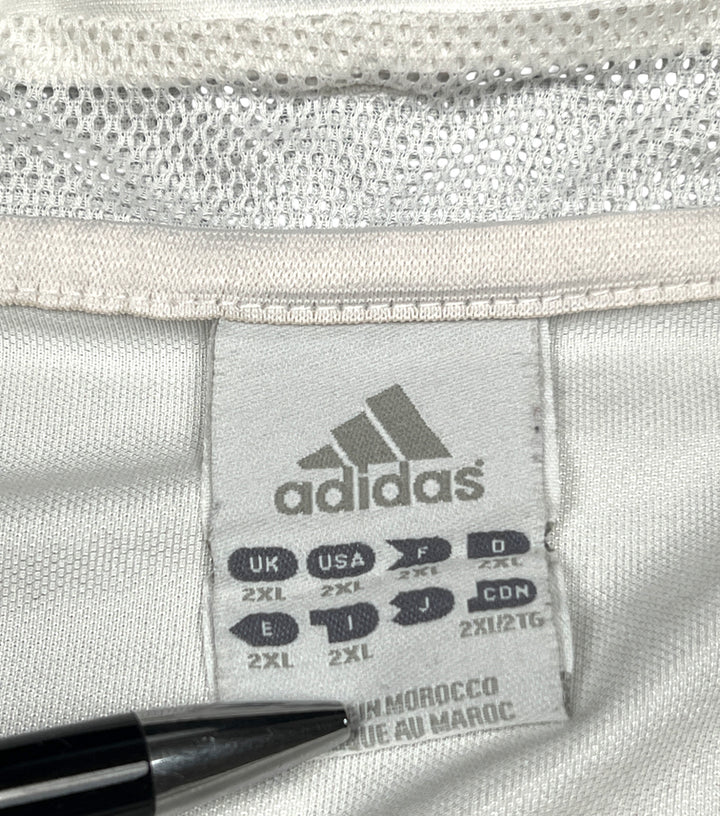 adidas
UK USA F D
2XL 2XL 2XL 2XL
E I J CDN
2XL 2XL 2XL/2TG
IN MOROCCO
AU MAROC